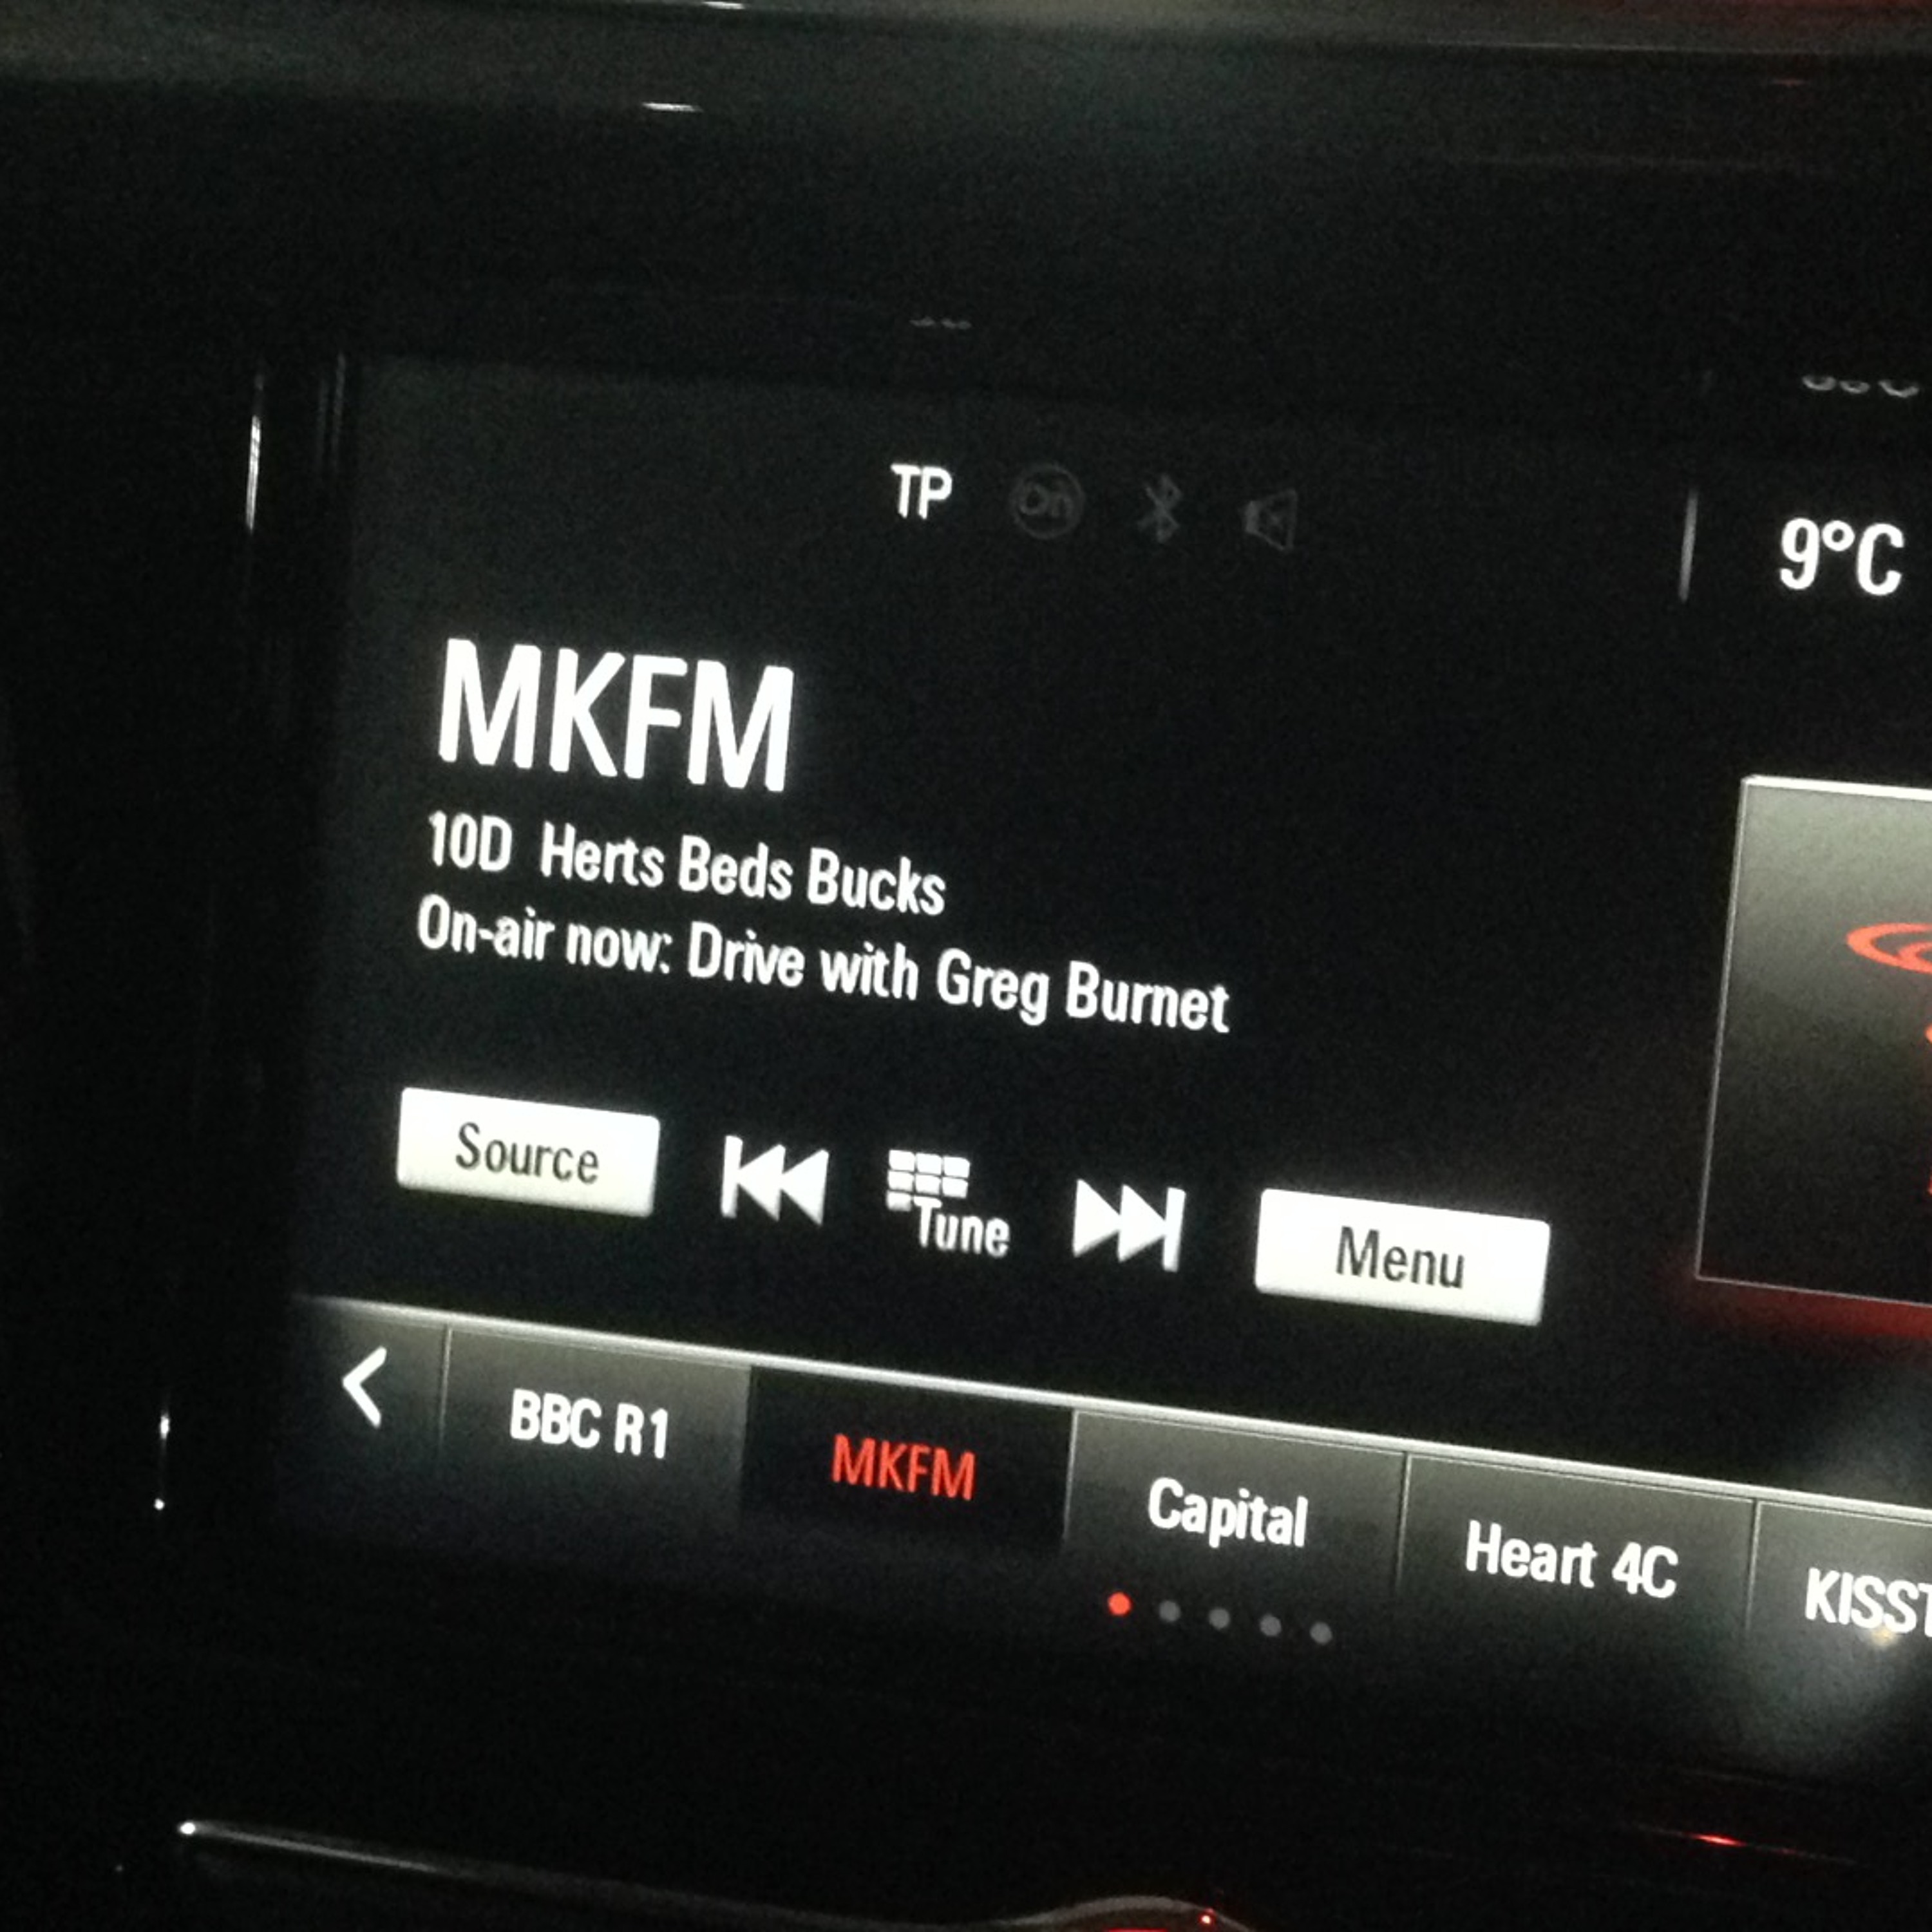 TP
9°C
MKFM
10D Herts Beds Bucks
On-air now: Drive with Greg Burnet
Source
Tune
Menu
BBC R1
MKFM
Capital
Heart 4C